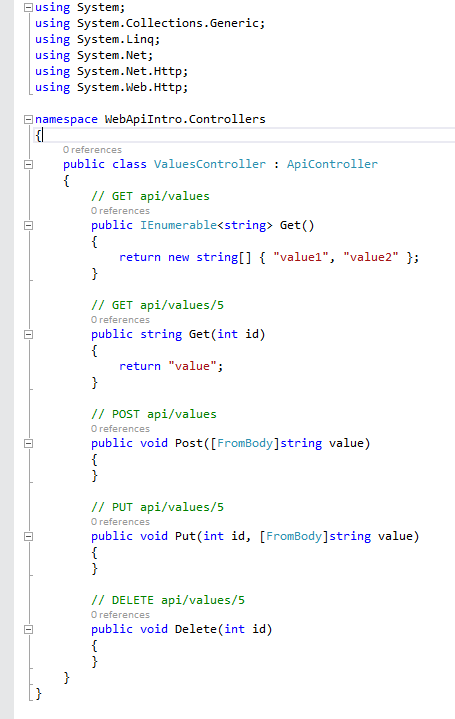 using System;
using System.Collections.Generic;
using System.Linq;
using System.Net;
using System.Net.Http;
using System.Web.Http;

namespace WebApiIntro.Controllers
{
    0 references
    public class ValuesController : ApiController
    {
        // GET api/values
        0 references
        public IEnumerable<string> Get()
        {
            return new string[] { "value1", "value2" };
        }

        // GET api/values/5
        0 references
        public string Get(int id)
        {
            return "value";
        }

        // POST api/values
        0 references
        public void Post([FromBody]string value)
        {
        }

        // PUT api/values/5
        0 references
        public void Put(int id, [FromBody]string value)
        {
        }

        // DELETE api/values/5
        0 references
        public void Delete(int id)
        {
        }
    }
}